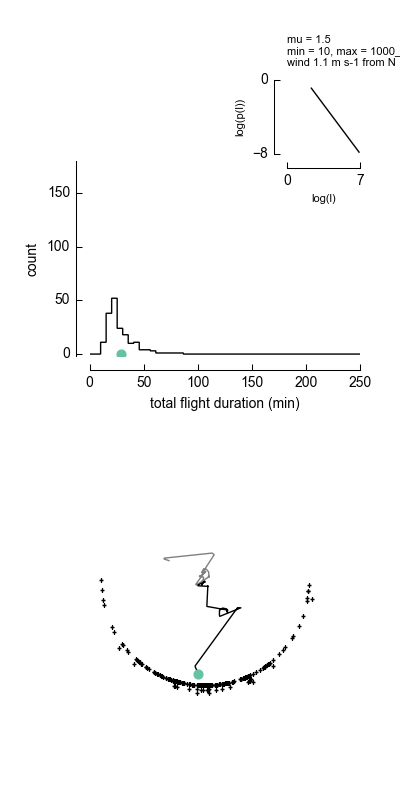 mu = 1.5
min = 10, max = 1000_
wind 1.1 m s-1 from N
0
log(p(l))
−8
0 7
log(l)
150
100
count
50
0
0 50 100 150 200 250
total flight duration (min)